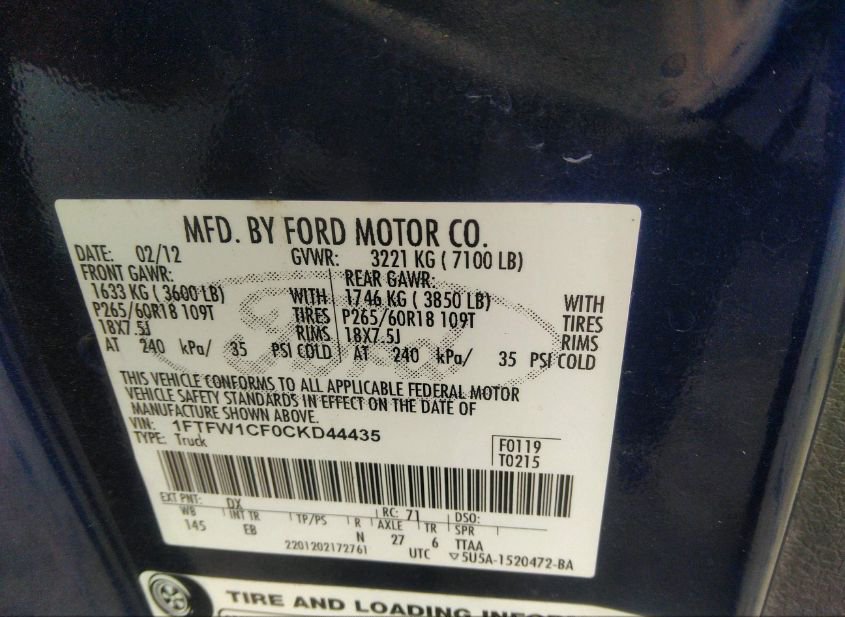 MFD. BY FORD MOTOR CO.
DATE: 02/12 GVWR: 3221 KG ( 7100 LB)
FRONT GAWR: REAR GAWR:
1633 KG ( 3600 LB) WITH 1746 KG ( 3850 LB) WITH
P265/60R18 109T TIRES P265/60R18 109T TIRES
18X7.5J RIMS 18X7.5J RIMS
AT 240 kPa/ 35 PSI COLD AT 240 kPa/ 35 PSI COLD
Ford
THIS VEHICLE CONFORMS TO ALL APPLICABLE FEDERAL MOTOR
VEHICLE SAFETY STANDARDS IN EFFECT ON THE DATE OF
MANUFACTURE SHOWN ABOVE.
VIN: 1FTFW1CF0CKD44435
TYPE: Truck
F0119
T0215
EXT PNT: DX RC: 71 DSO:
WB INT TR TP/PS R AXLE TR SPR
145 EB N 27 6 TTAA
2201202172761 UTC ▽5U5A-1520472-BA
TIRE AND LOADING